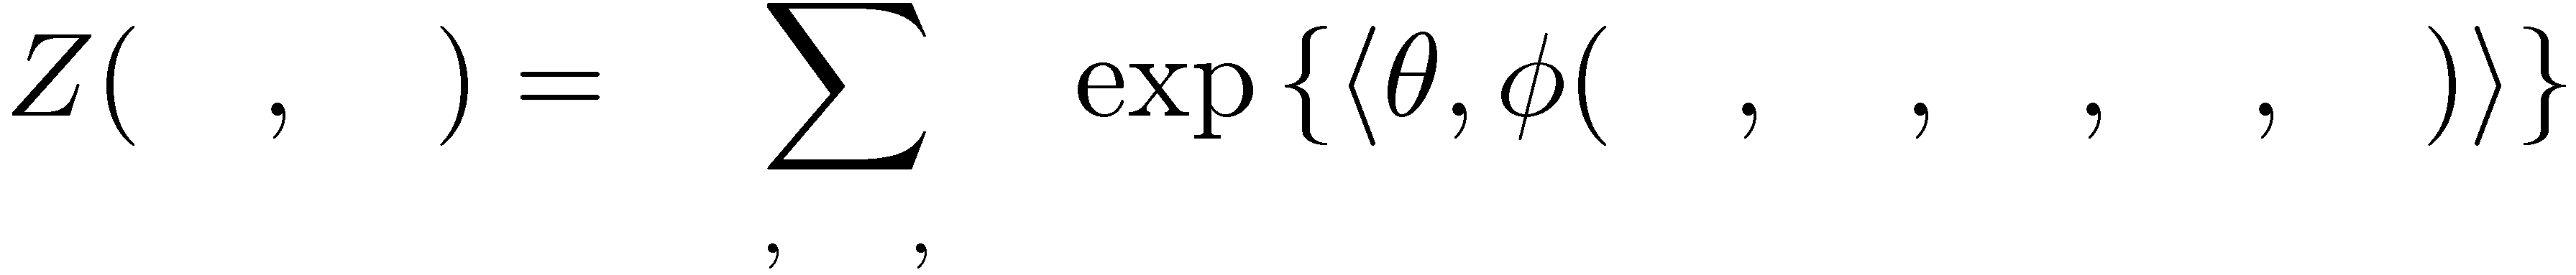 Z( , ) = ∑ exp{⟨θ, ϕ( , , , , )⟩}
, ,